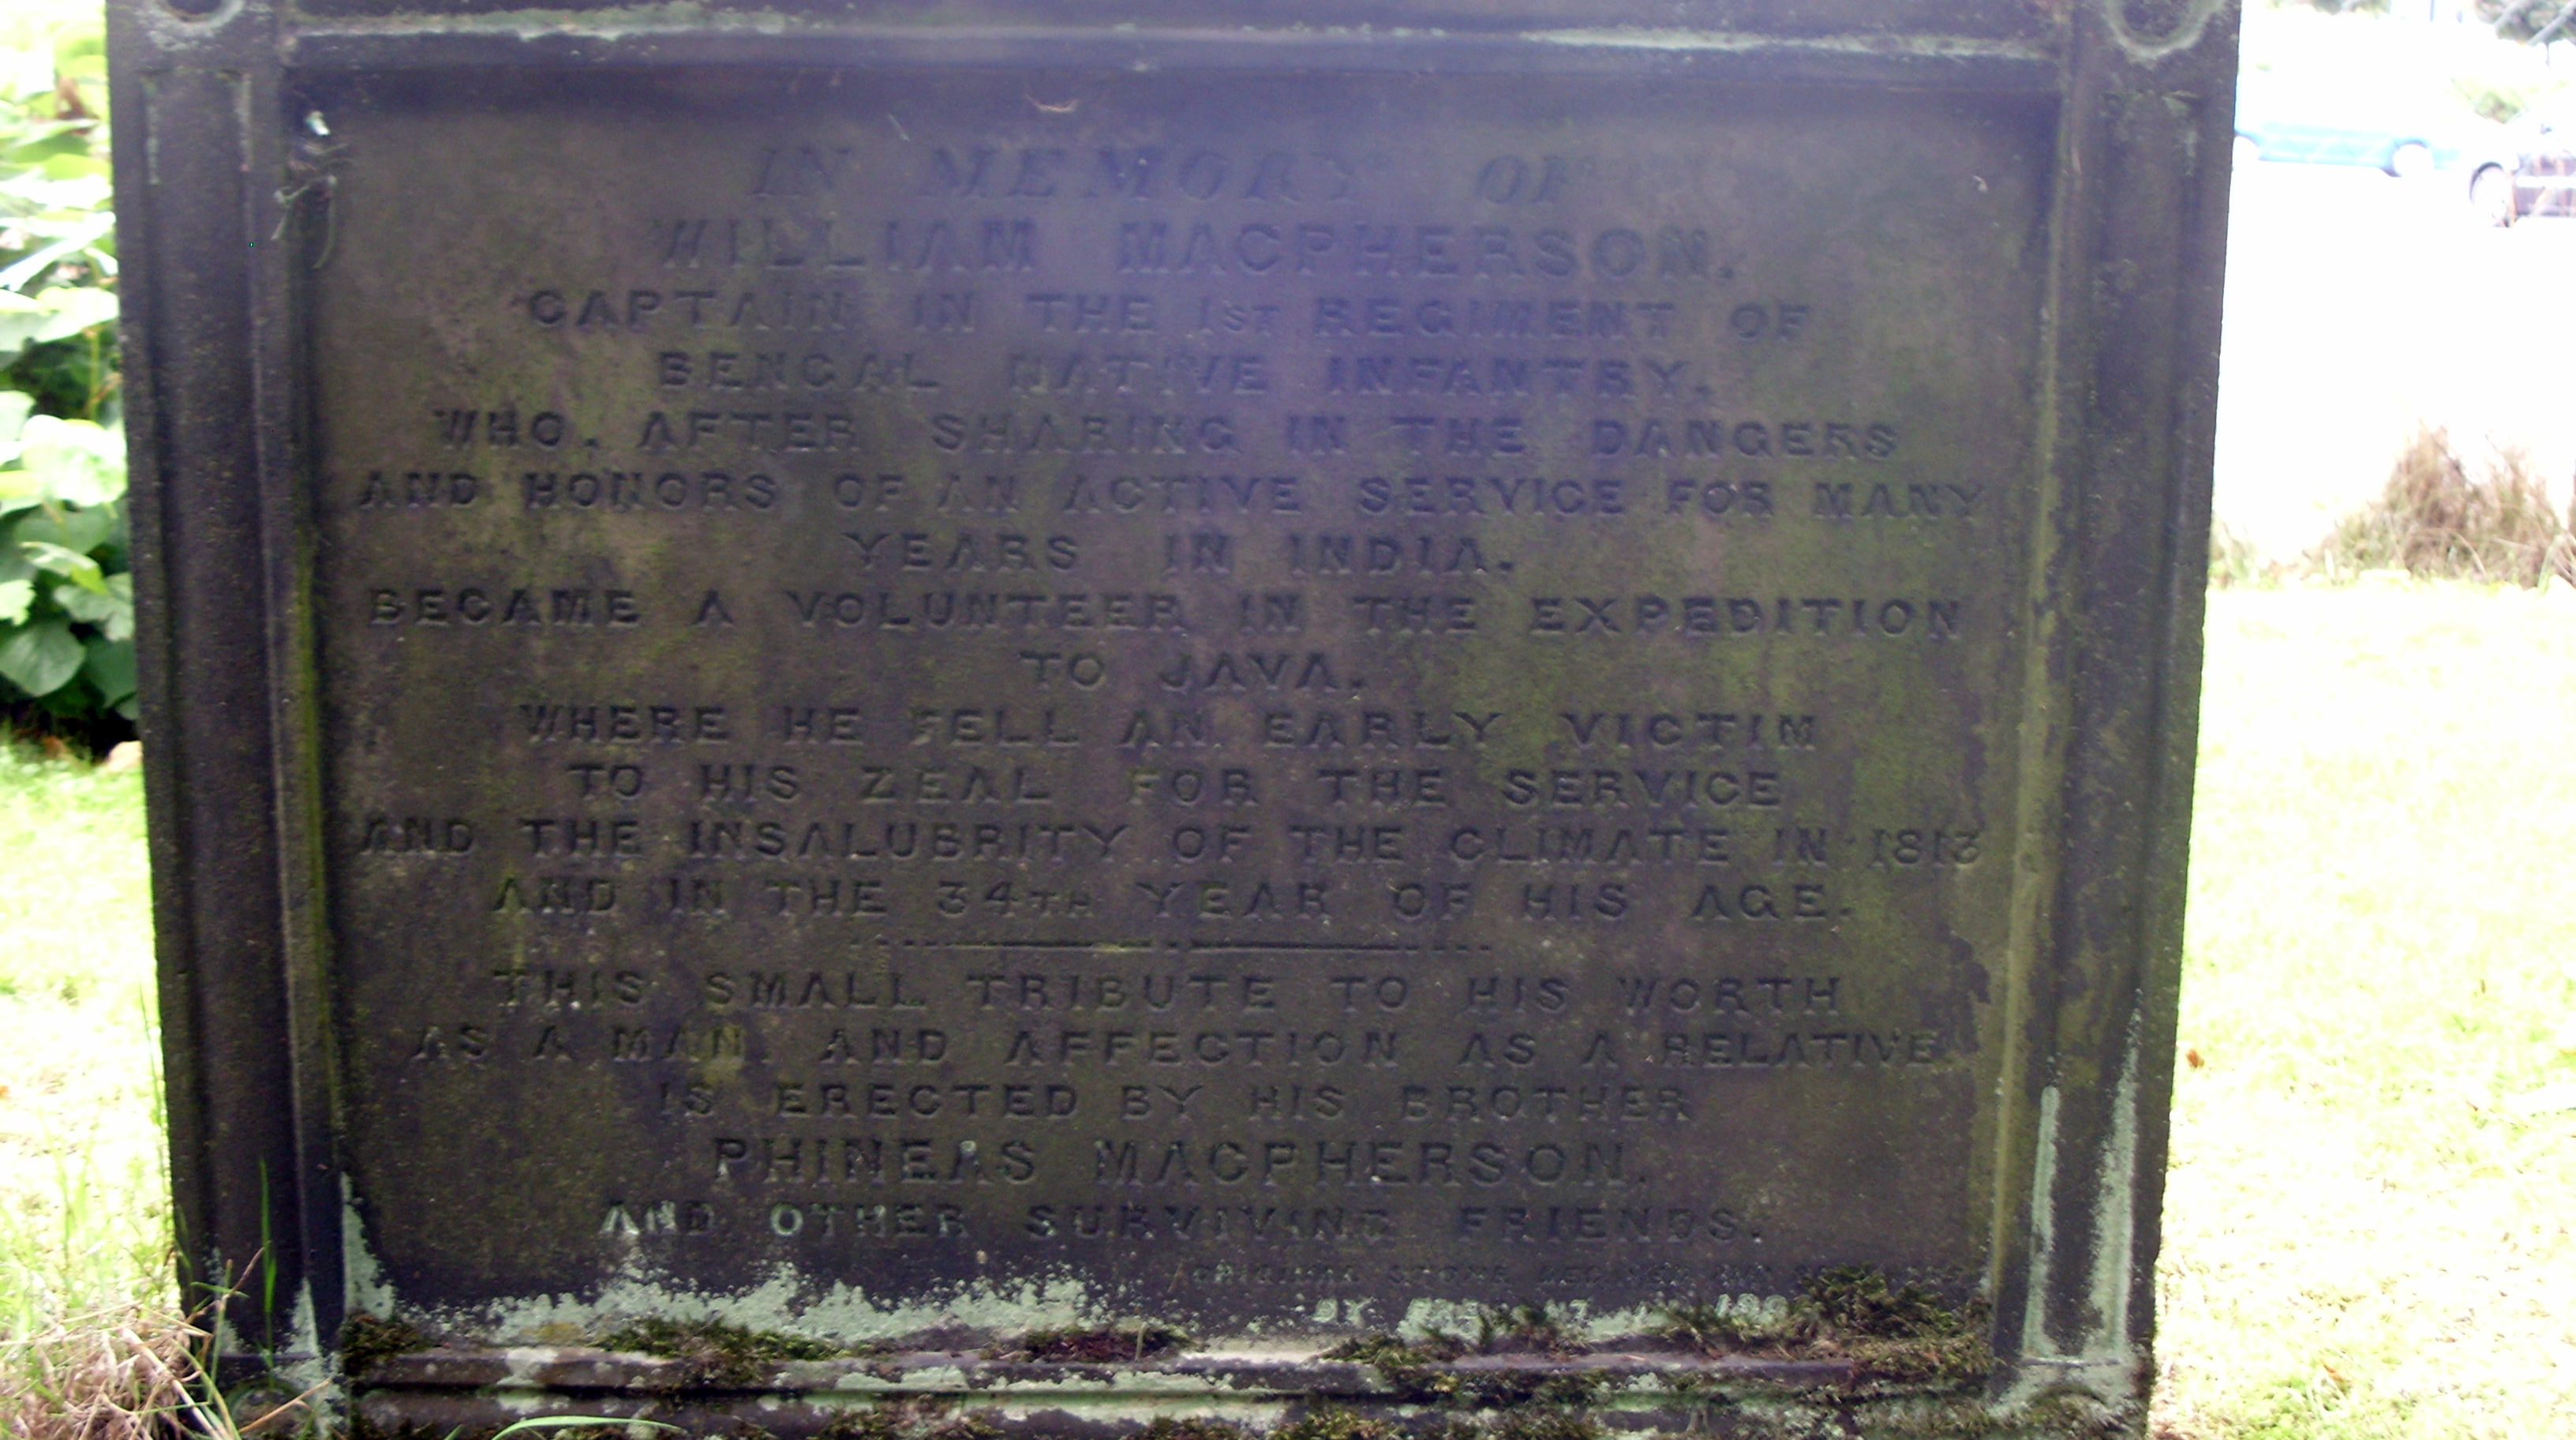 IN MEMORY OF
WILLIAM MACPHERSON.
CAPTAIN IN THE 1ST REGIMENT OF
BENGAL NATIVE INFANTRY.
WHO, AFTER SHARING IN THE DANGERS
AND HONORS OF AN ACTIVE SERVICE FOR MANY
YEARS IN INDIA.
BECAME A VOLUNTEER IN THE EXPEDITION
TO JAVA.
WHERE HE FELL AN EARLY VICTIM
TO HIS ZEAL FOR THE SERVICE
AND THE INSALUBRITY OF THE CLIMATE IN 1813
AND IN THE 34TH YEAR OF HIS AGE.
THIS SMALL TRIBUTE TO HIS WORTH
AS A MAN AND AFFECTION AS A RELATIVE
IS ERECTED BY HIS BROTHER
PHINEAS MACPHERSON.
AND OTHER SURVIVING FRIENDS.
STONE
BY